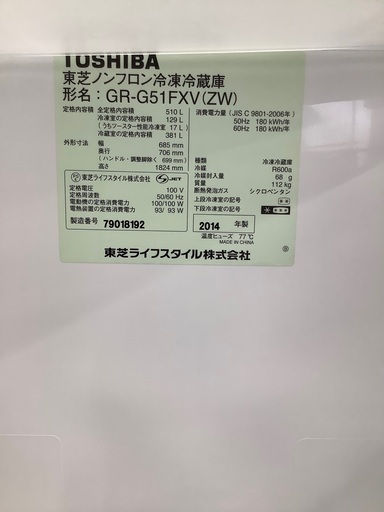 TOSHIBA
東芝ノンフロン冷凍冷蔵庫
形名：GR-G51FXV(ZW)
定格内容積 全定格内容積 510 L
冷凍室の定格内容積 129 L
(うちフースター性能冷凍室 17 L)
冷蔵室の定格内容積 381 L
外形寸法 幅 685 mm
奥行 706 mm
(ハンドル・調整脚除く 699 mm)
高さ 1824 mm
東芝ライフスタイル株式会社 S JET
定格電圧 100 V
定格周波数 50/60 Hz
電動機の定格消費電力 100/100 W
電熱装置の定格消費電力 93/ 93 W
製造番号 79018192
消費電力量(JIS C 9801-2006年)
50Hz 180 kWh/年
60Hz 180 kWh/年
種類 冷凍冷蔵庫
冷媒 R600a
冷媒封入量 68 g
質量 112 kg
断熱発泡ガス シクロペンタン
上段冷凍室の記号
下段冷凍室の記号
2014 年製
温度ヒューズ 77℃
MADE IN CHINA
東芝ライフスタイル株式会社 ®